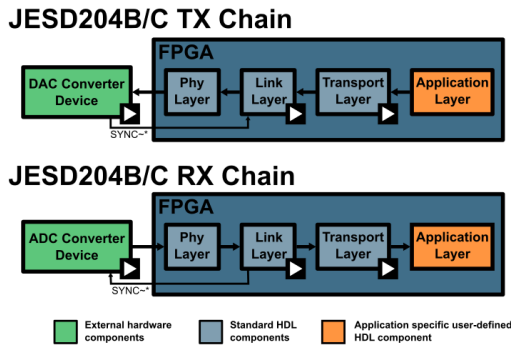 JESD204B/C TX Chain
FPGA
DAC Converter
Device
Phy
Layer
Link
Layer
Transport
Layer
Application
Layer
SYNC~*
JESD204B/C RX Chain
FPGA
ADC Converter
Device
Phy
Layer
Link
Layer
Transport
Layer
Application
Layer
SYNC~*
External hardware
components
Standard HDL
components
Application specific user-defined
HDL component